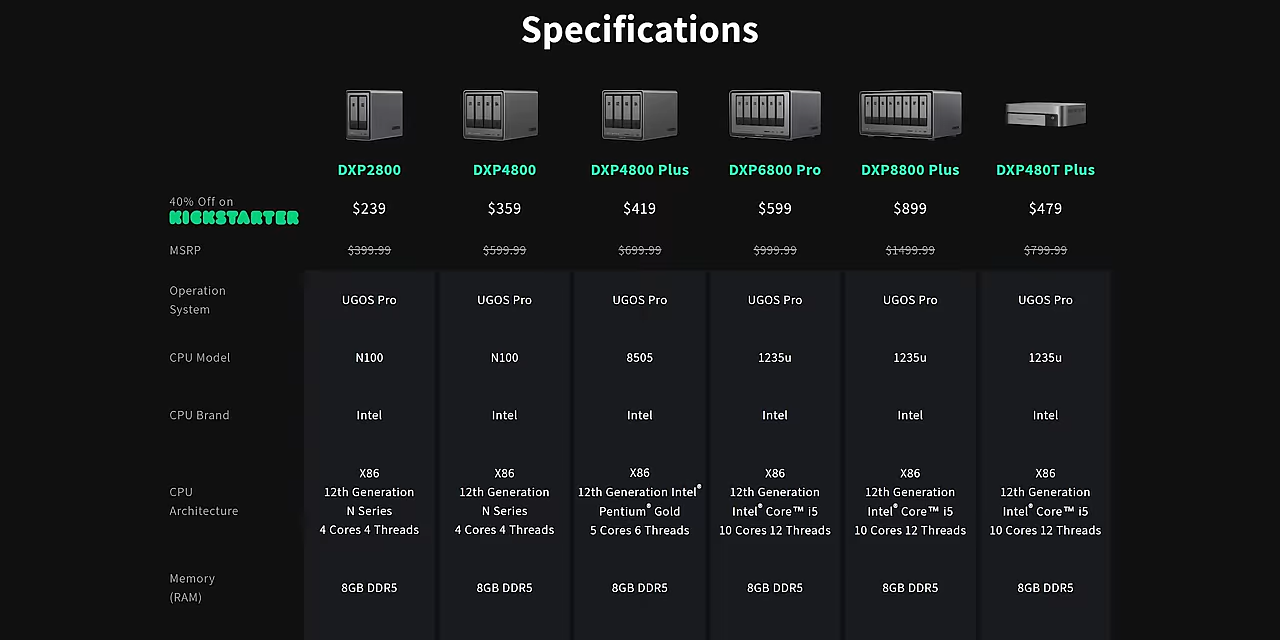 Specifications
DXP2800 DXP4800 DXP4800 Plus DXP6800 Pro DXP8800 Plus DXP480T Plus
40% Off on
KICKSTARTER $239 $359 $419 $599 $899 $479
MSRP $399.99 $599.99 $699.99 $999.99 $1499.99 $799.99
Operation
System UGOS Pro UGOS Pro UGOS Pro UGOS Pro UGOS Pro UGOS Pro
CPU Model N100 N100 8505 1235u 1235u 1235u
CPU Brand Intel Intel Intel Intel Intel Intel
X86 X86 X86 X86 X86 X86
CPU 12th Generation 12th Generation 12th Generation Intel® 12th Generation 12th Generation 12th Generation
Architecture N Series N Series Pentium® Gold Intel® Core™ i5 Intel® Core™ i5 Intel® Core™ i5
4 Cores 4 Threads 4 Cores 4 Threads 5 Cores 6 Threads 10 Cores 12 Threads 10 Cores 12 Threads 10 Cores 12 Threads
Memory
(RAM) 8GB DDR5 8GB DDR5 8GB DDR5 8GB DDR5 8GB DDR5 8GB DDR5